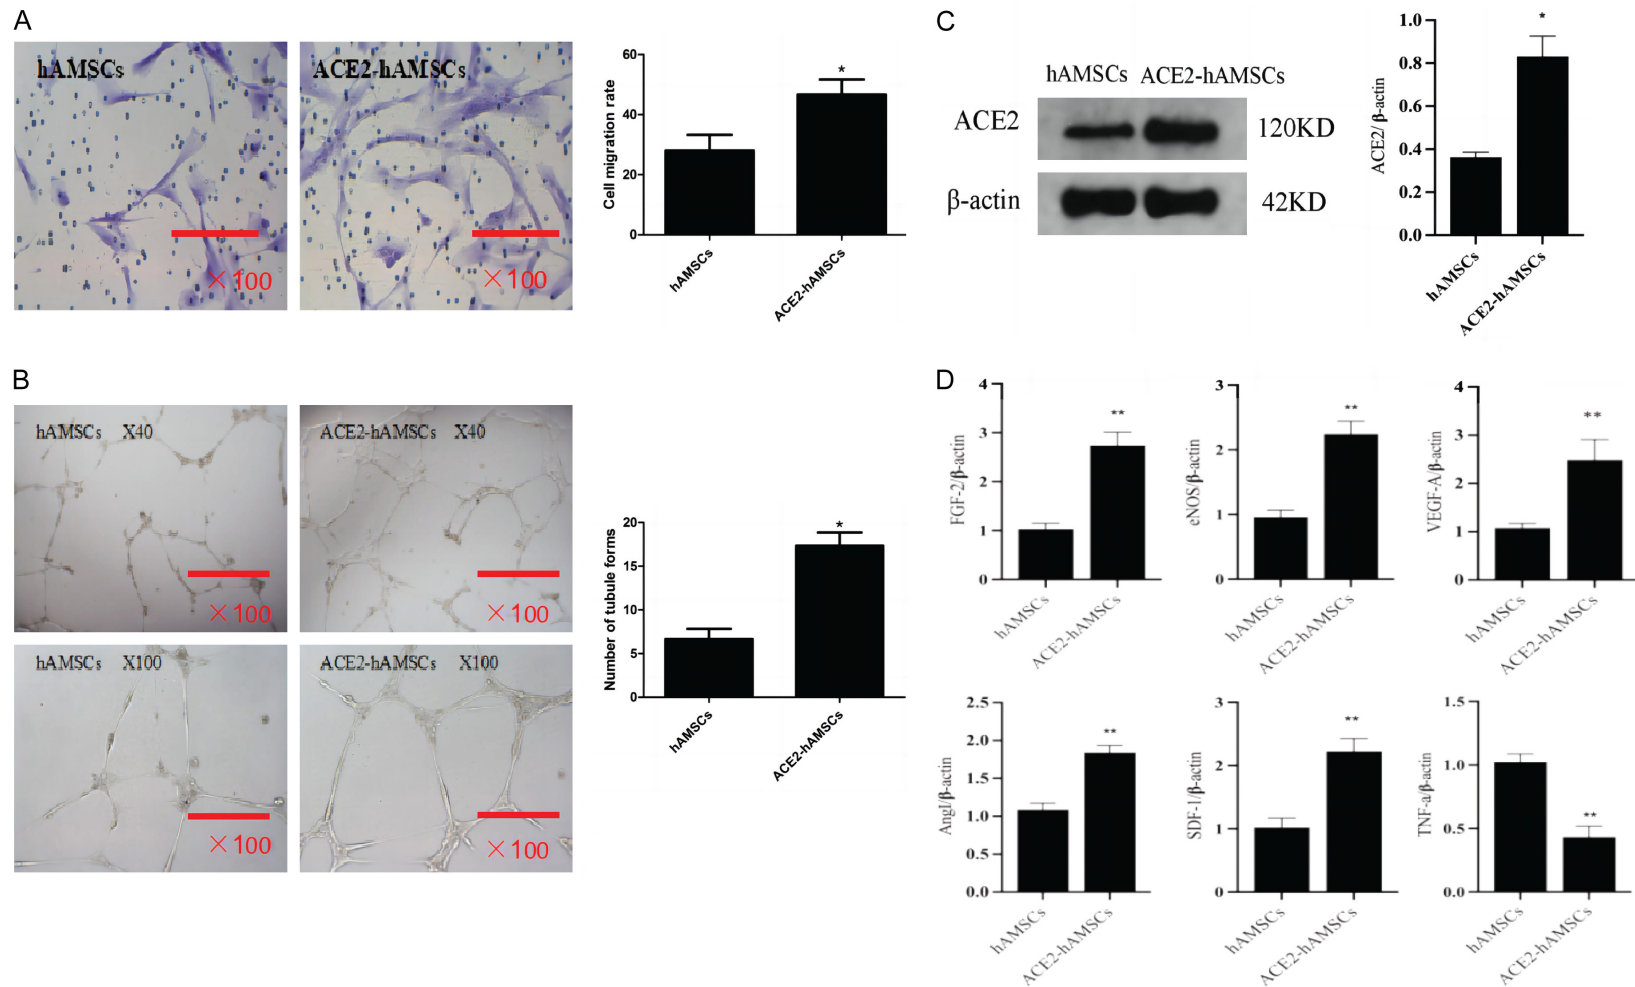 A
hAMSCs
×100
ACE2-hAMSCs
×100
Cell migration rate
60
40
20
0
*
hAMSCs
ACE2-hAMSCs
B
hAMSCs X40
×100
ACE2-hAMSCs X40
×100
hAMSCs X100
×100
ACE2-hAMSCs X100
×100
Number of tubule forms
20
15
10
5
0
*
hAMSCs
ACE2-hAMSCs
C
hAMSCs ACE2-hAMSCs
ACE2 120KD
β-actin 42KD
ACE2/ β-actin
1.0
0.8
0.6
0.4
0.2
0.0
*
hAMSCs
ACE2-hAMSCs
D
FGF-2/β-actin
4
3
2
1
0
**
hAMSCs
ACE2-hAMSCs
eNOS/β-actin
3
2
1
0
**
hAMSCs
ACE2-hAMSCs
VEGF-A/β-actin
4
3
2
1
0
**
hAMSCs
ACE2-hAMSCs
AngI/β-actin
2.5
2.0
1.5
1.0
0.5
0.0
**
hAMSCs
ACE2-hAMSCs
SDF-1/β-actin
3
2
1
0
**
hAMSCs
ACE2-hAMSCs
TNF-a/β-actin
1.5
1.0
0.5
0.0
**
hAMSCs
ACE2-hAMSCs